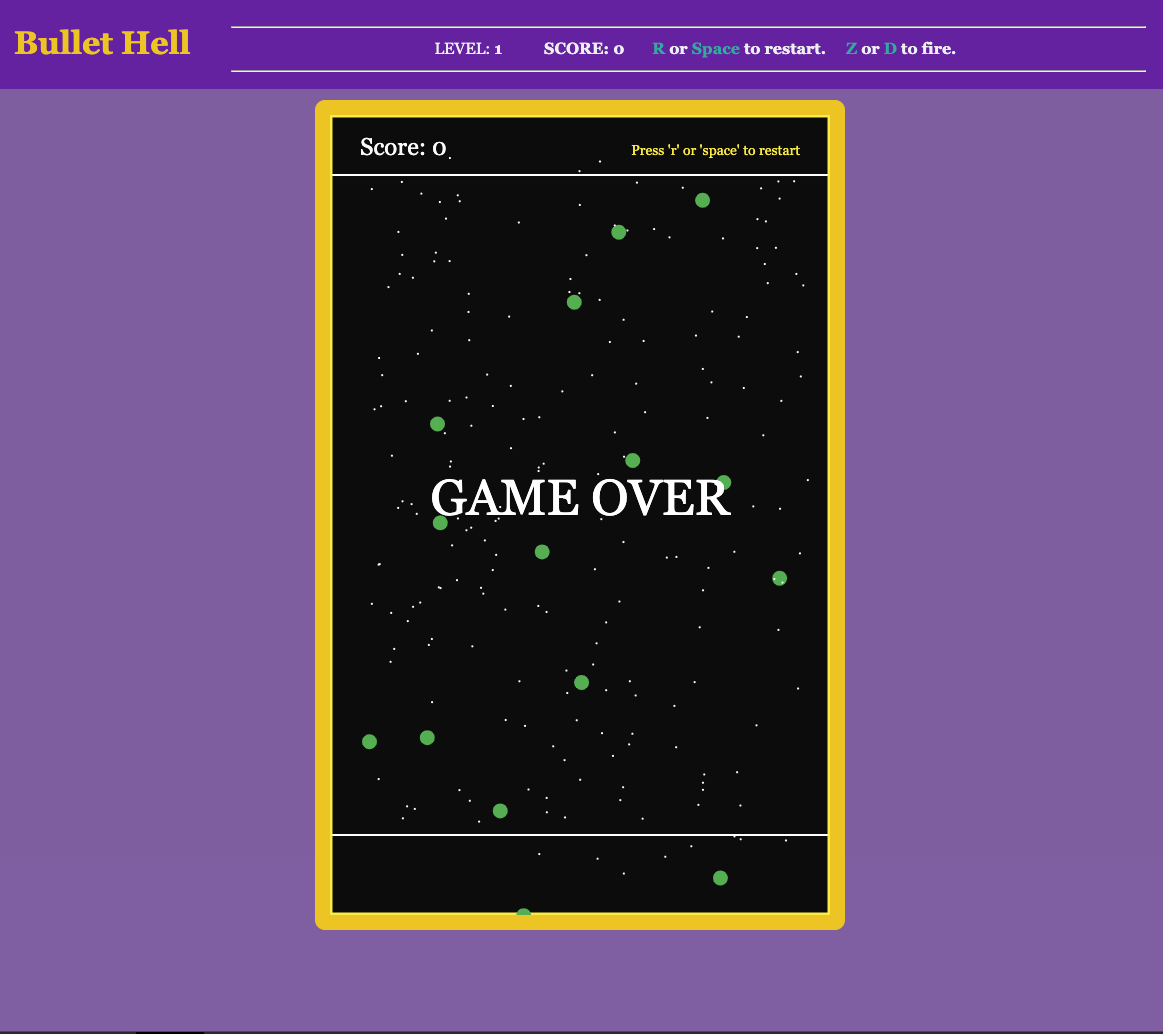 Bullet Hell
LEVEL: 1 SCORE: 0 R or Space to restart. Z or D to fire.
Score: 0
Press 'r' or 'space' to restart
GAME OVER